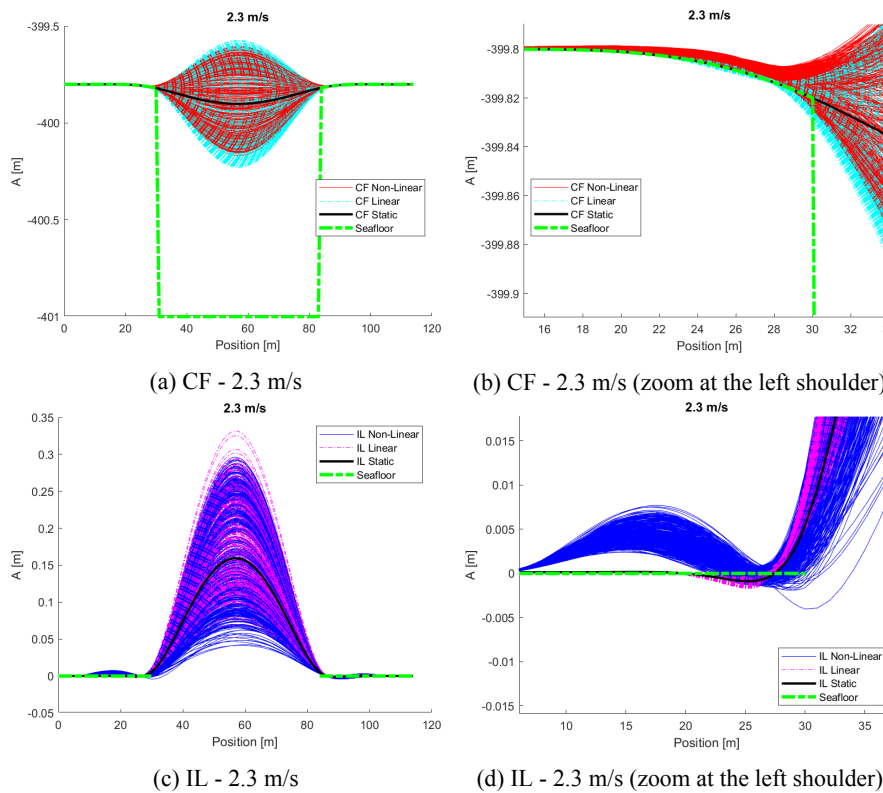 2.3 m/s
-399.5
-400
-400.5
-401
A [m]
0 20 40 60 80 100 120
Position [m]
CF Non-Linear
CF Linear
CF Static
Seafloor
(a) CF - 2.3 m/s
2.3 m/s
-399.8
-399.82
-399.84
-399.86
-399.88
-399.9
A [m]
16 18 20 22 24 26 28 30 32
Position [m]
CF Non-Linear
CF Linear
CF Static
Seafloor
(b) CF - 2.3 m/s (zoom at the left shoulder)
2.3 m/s
0.35
0.3
0.25
0.2
0.15
0.1
0.05
0
-0.05
A [m]
0 20 40 60 80 100 120
Position [m]
IL Non-Linear
IL Linear
IL Static
Seafloor
(c) IL - 2.3 m/s
2.3 m/s
0.015
0.01
0.005
0
-0.005
-0.01
-0.015
A [m]
10 15 20 25 30 35
Position [m]
IL Non-Linear
IL Linear
IL Static
Seafloor
(d) IL - 2.3 m/s (zoom at the left shoulder)